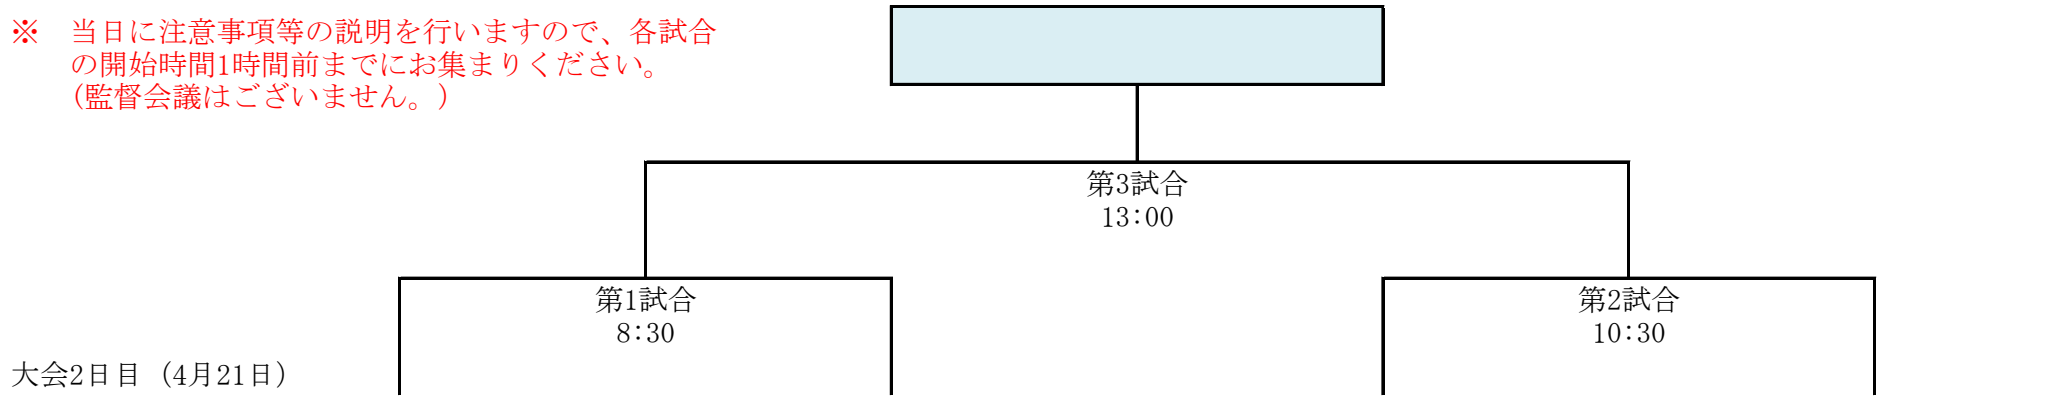 ※　当日に注意事項等の説明を行いますので、各試合
の開始時間1時間前までにお集まりください。
(監督会議はございません。)
第3試合
13:00
第1試合
8:30
第2試合
10:30
大会2日目（4月21日）